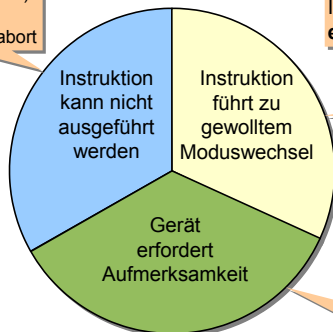 abort
Instruktion
kann nicht
ausgeführt
werden
Instruktion
führt zu
gewolltem
Moduswechsel
Gerät
erfordert
Aufmerksamkeit